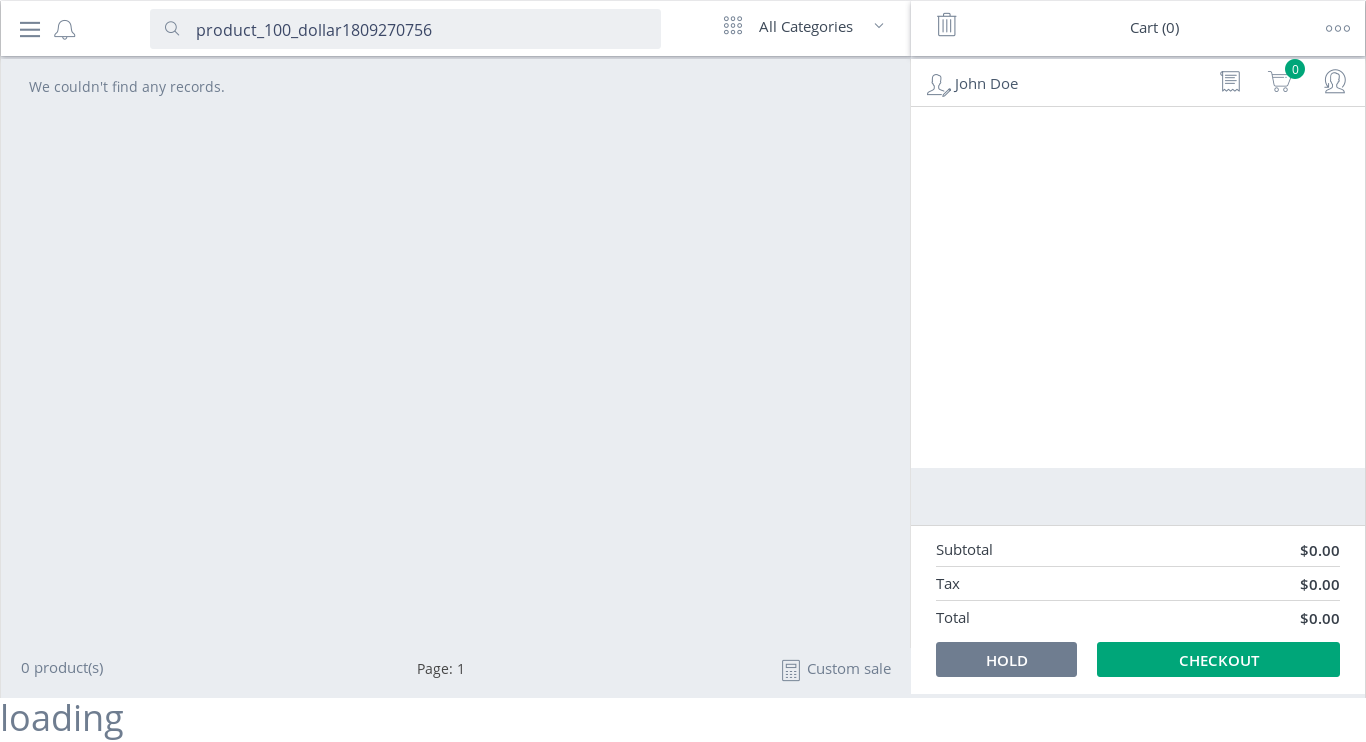 product_100_dollar1809270756
All Categories
Cart (0)
We couldn't find any records.
John Doe
0
Subtotal
$0.00
Tax
$0.00
Total
$0.00
HOLD
CHECKOUT
0 product(s)
Page: 1
Custom sale
loading